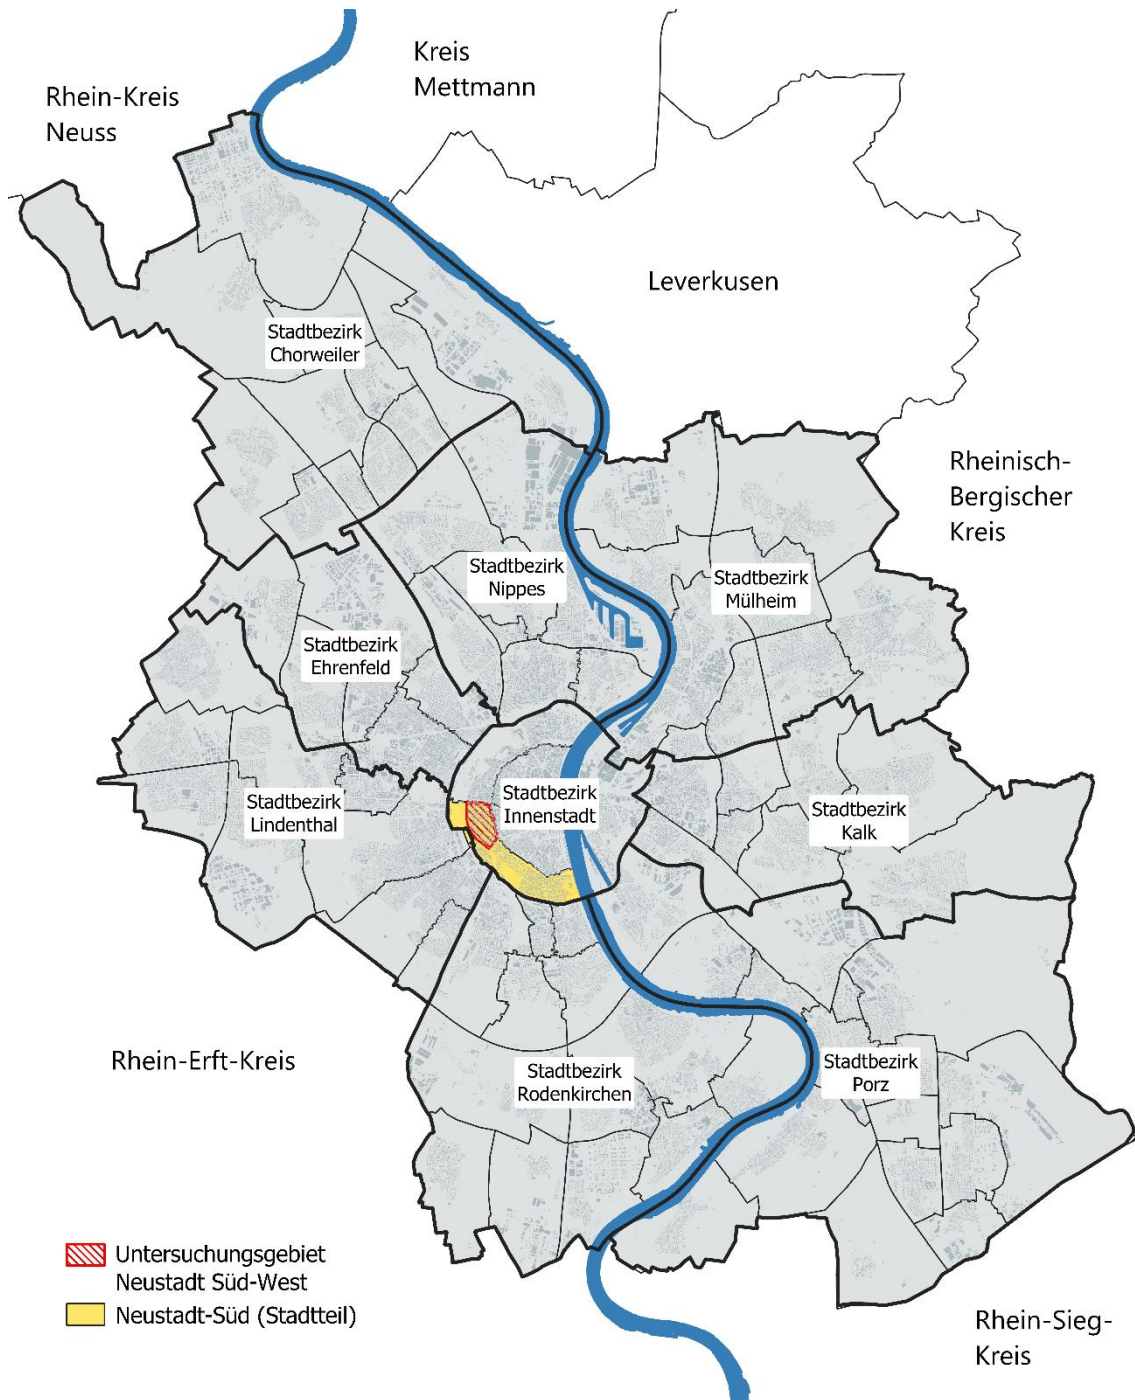 Kreis
Mettmann
Rhein-Kreis
Neuss
Leverkusen
Stadtbezirk
Chorweiler
Rheinisch-
Bergischer
Kreis
Stadtbezirk
Nippes
Stadtbezirk
Mülheim
Stadtbezirk
Ehrenfeld
Stadtbezirk
Innenstadt
Stadtbezirk
Lindenthal
Stadtbezirk
Kalk
Rhein-Erft-Kreis
Stadtbezirk
Rodenkirchen
Stadtbezirk
Porz
Untersuchungsgebiet
Neustadt Süd-West
Neustadt-Süd (Stadtteil)
Rhein-Sieg-
Kreis